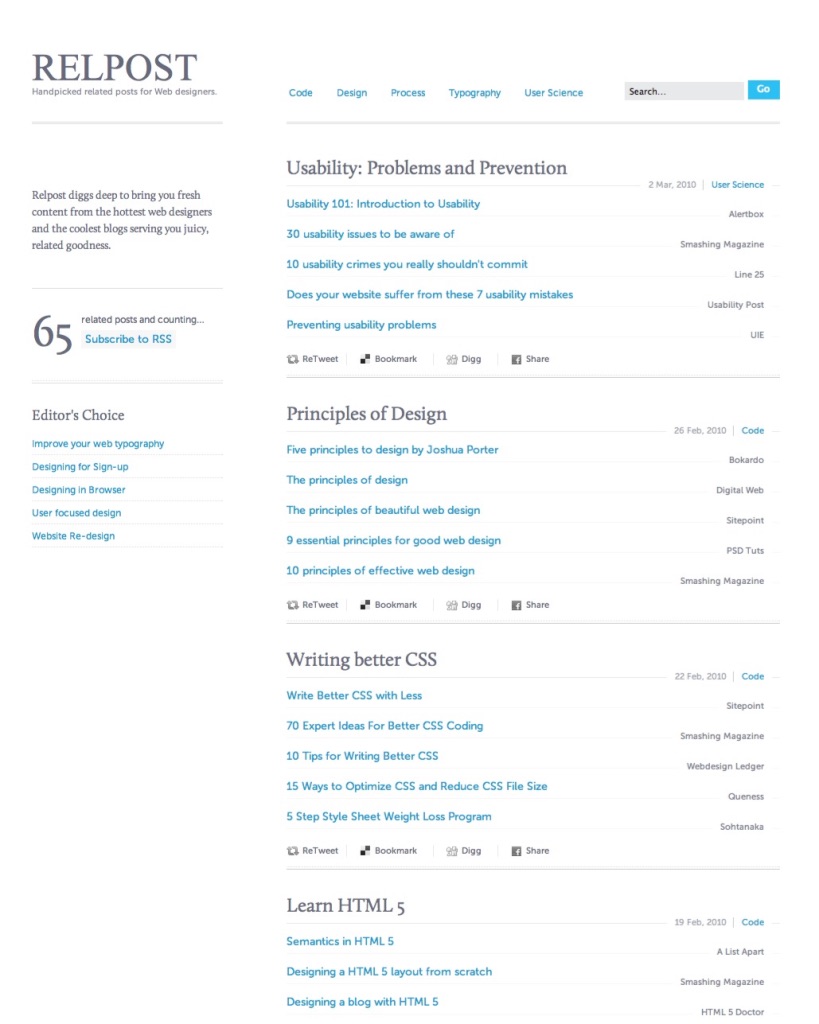 RELPOST
Handpicked related posts for Web designers.
Code Design Process Typography User Science
Search... Go
Relpost diggs deep to bring you fresh
content from the hottest web designers
and the coolest blogs serving you juicy,
related goodness.
65 related posts and counting...
Subscribe to RSS
Editor's Choice
Improve your web typography
Designing for Sign-up
Designing in Browser
User focused design
Website Re-design
Usability: Problems and Prevention
2 Mar, 2010 | User Science
Usability 101: Introduction to Usability
Alertbox
30 usability issues to be aware of
Smashing Magazine
10 usability crimes you really shouldn't commit
Line 25
Does your website suffer from these 7 usability mistakes
Usability Post
Preventing usability problems
UIE
ReTweet Bookmark Digg Share
Principles of Design
26 Feb, 2010 | Code
Five principles to design by Joshua Porter
Bokardo
The principles of design
Digital Web
The principles of beautiful web design
Sitepoint
9 essential principles for good web design
PSD Tuts
10 principles of effective web design
Smashing Magazine
ReTweet Bookmark Digg Share
Writing better CSS
22 Feb, 2010 | Code
Write Better CSS with Less
Sitepoint
70 Expert Ideas For Better CSS Coding
Smashing Magazine
10 Tips for Writing Better CSS
Webdesign Ledger
15 Ways to Optimize CSS and Reduce CSS File Size
Queness
5 Step Style Sheet Weight Loss Program
Sohtanaka
ReTweet Bookmark Digg Share
Learn HTML 5
19 Feb, 2010 | Code
Semantics in HTML 5
A List Apart
Designing a HTML 5 layout from scratch
Smashing Magazine
Designing a blog with HTML 5
HTML 5 Doctor